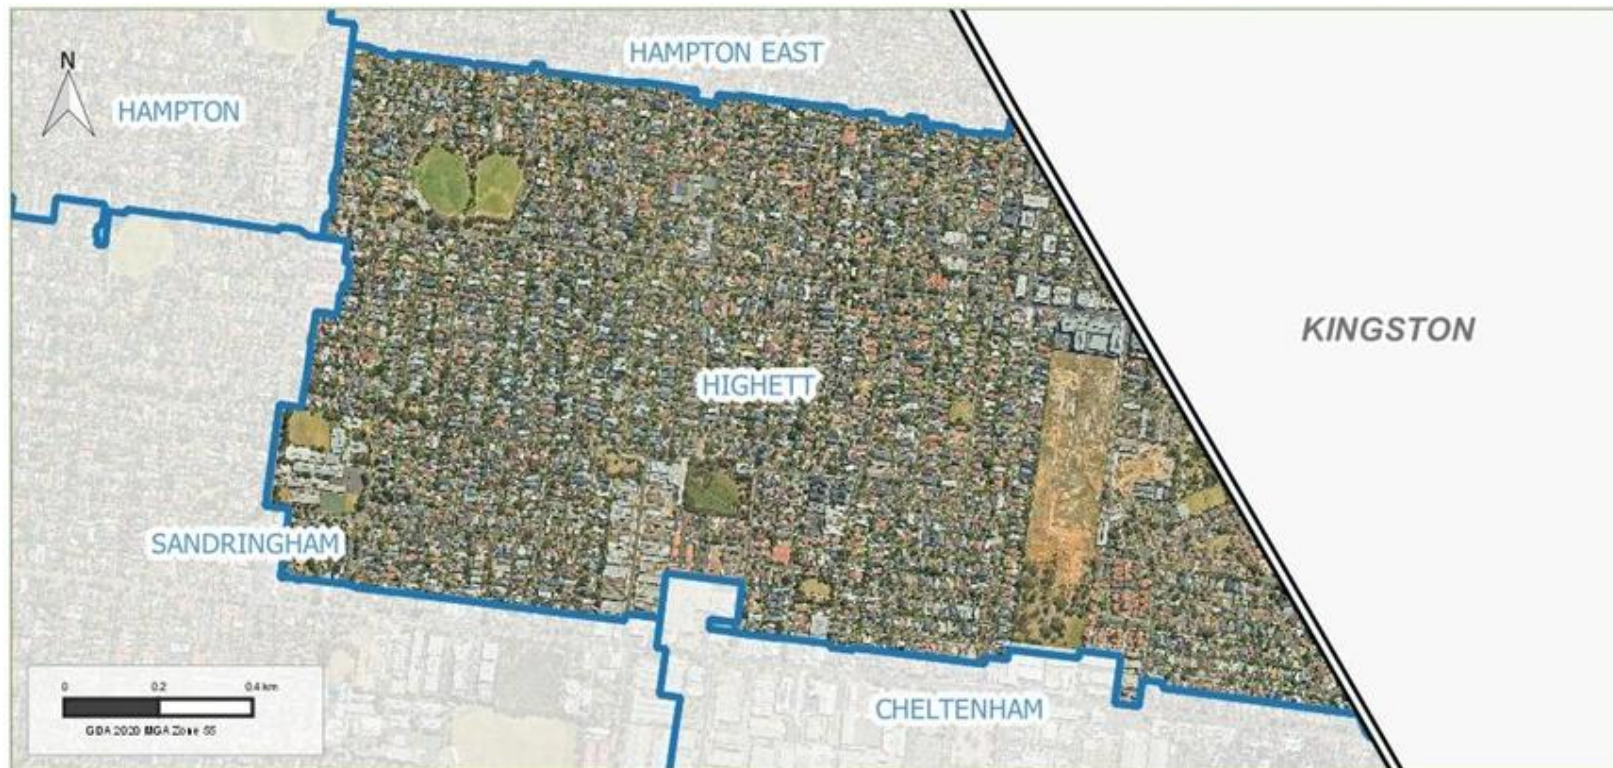 HAMPTON EAST
N
HAMPTON
KINGSTON
HIGHETT
SANDRINGHAM
0 0.2 0.4 km
CHELTENHAM
GDA 2020 MGA Zone 55